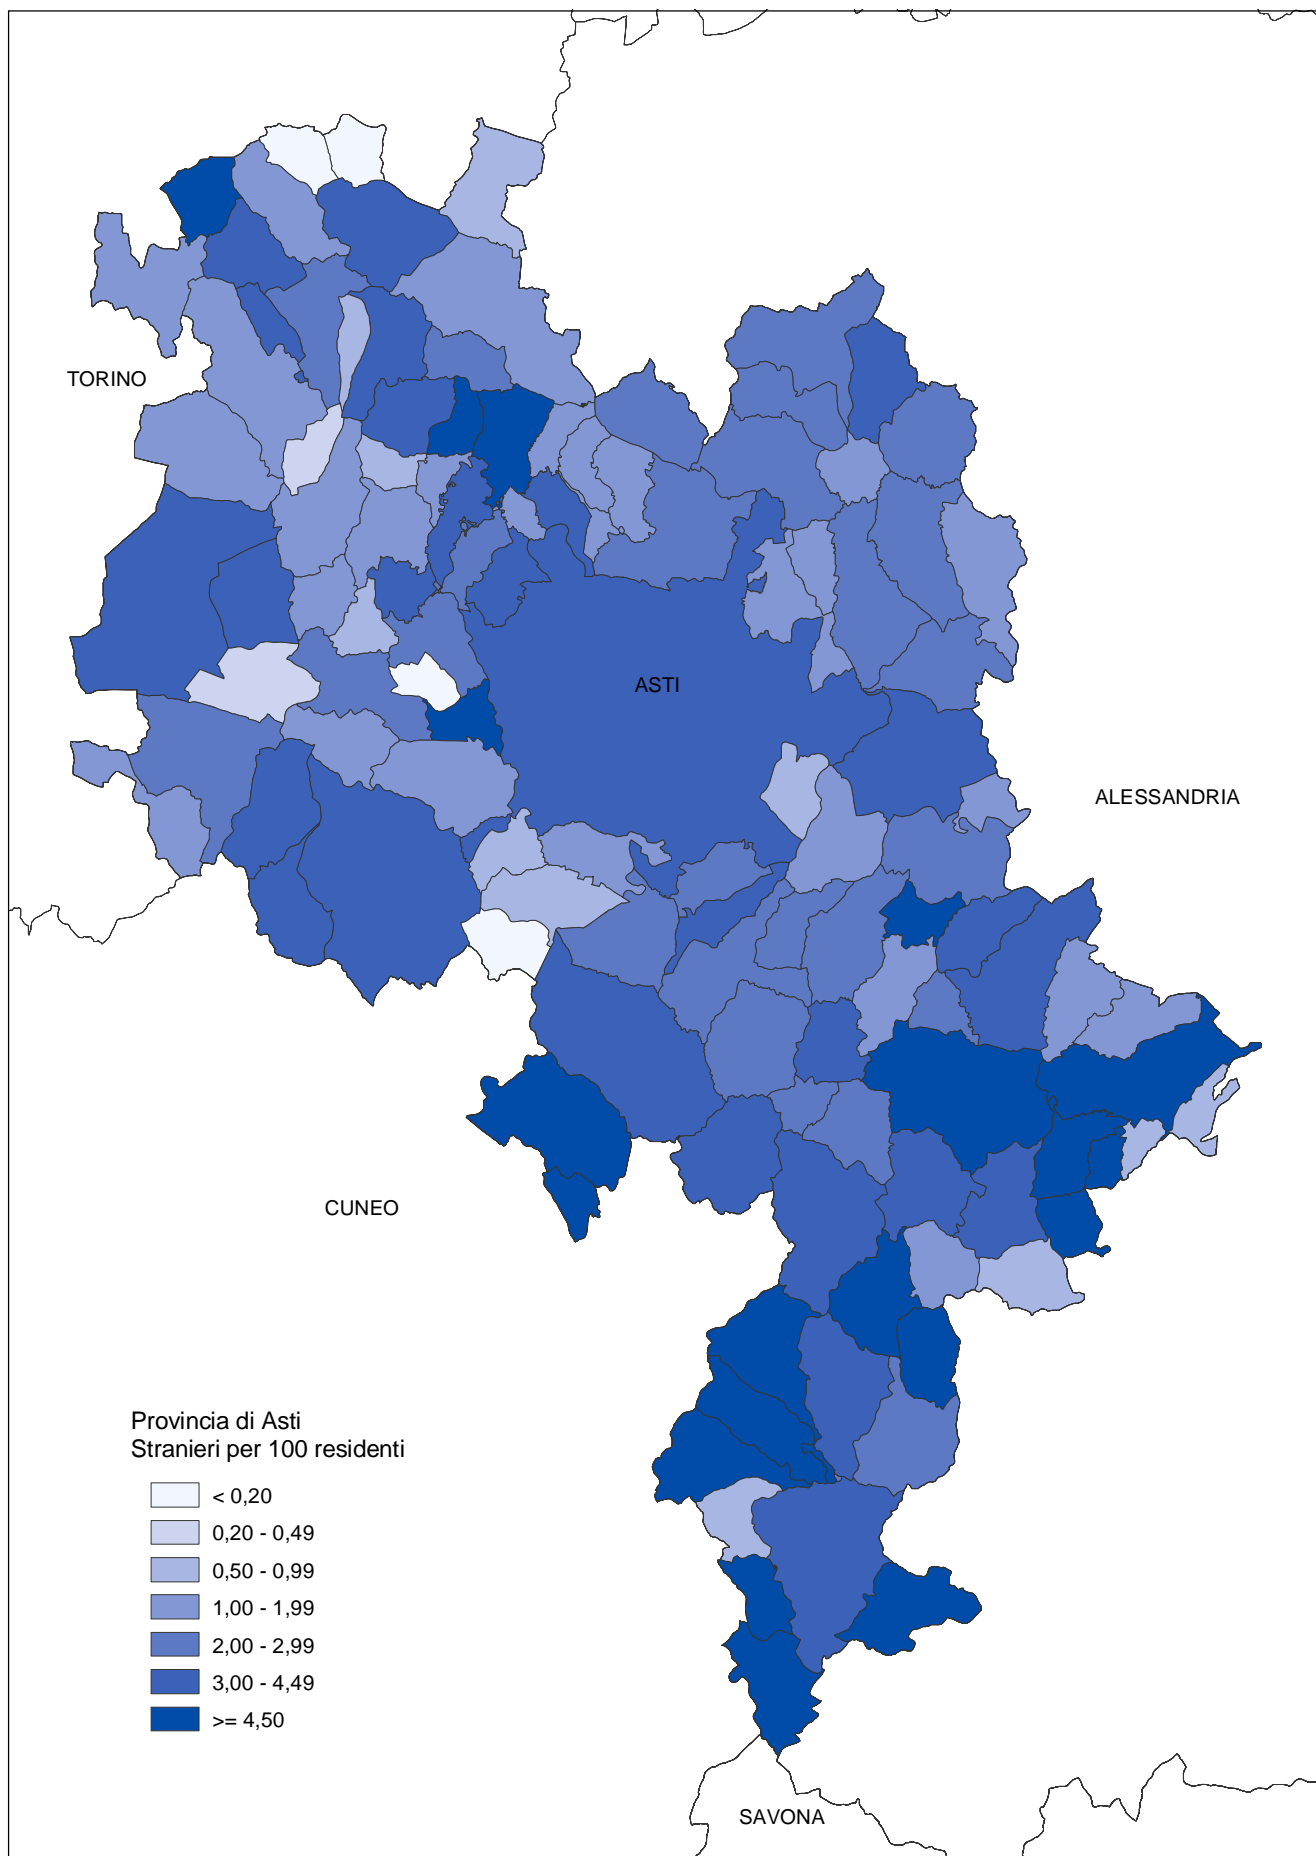 TORINO
ASTI
ALESSANDRIA
CUNEO
Provincia di Asti
Stranieri per 100 residenti
< 0,20
0,20 - 0,49
0,50 - 0,99
1,00 - 1,99
2,00 - 2,99
3,00 - 4,49
>= 4,50
SAVONA